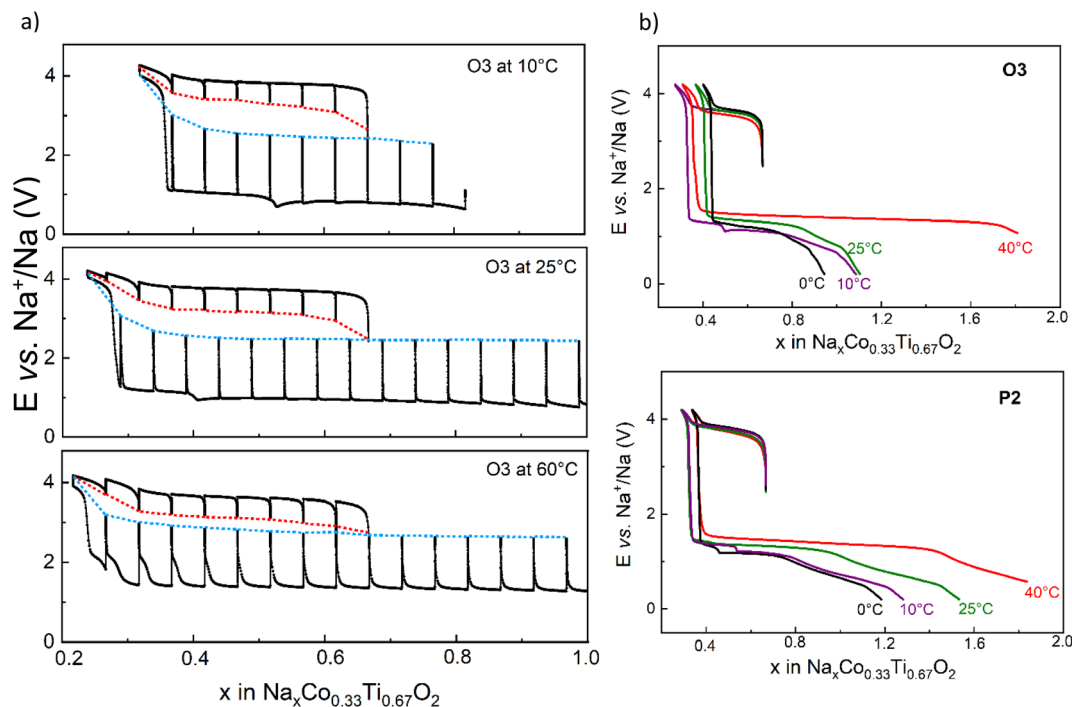 a)
O3 at 10°C
4
2
0
O3 at 25°C
4
2
0
O3 at 60°C
4
2
0
0.2 0.4 0.6 0.8 1.0
x in NaₓCo₀.₃₃Ti₀.₆₇O₂
E vs. Na⁺/Na (V)
b)
O3
4
2
0
E vs. Na⁺/Na (V)
40°C
25°C
10°C
0°C
0.4 0.8 1.2 1.6 2.0
x in NaₓCo₀.₃₃Ti₀.₆₇O₂
P2
4
2
0
E vs. Na⁺/Na (V)
40°C
25°C
10°C
0°C
0.4 0.8 1.2 1.6 2.0
x in NaₓCo₀.₃₃Ti₀.₆₇O₂